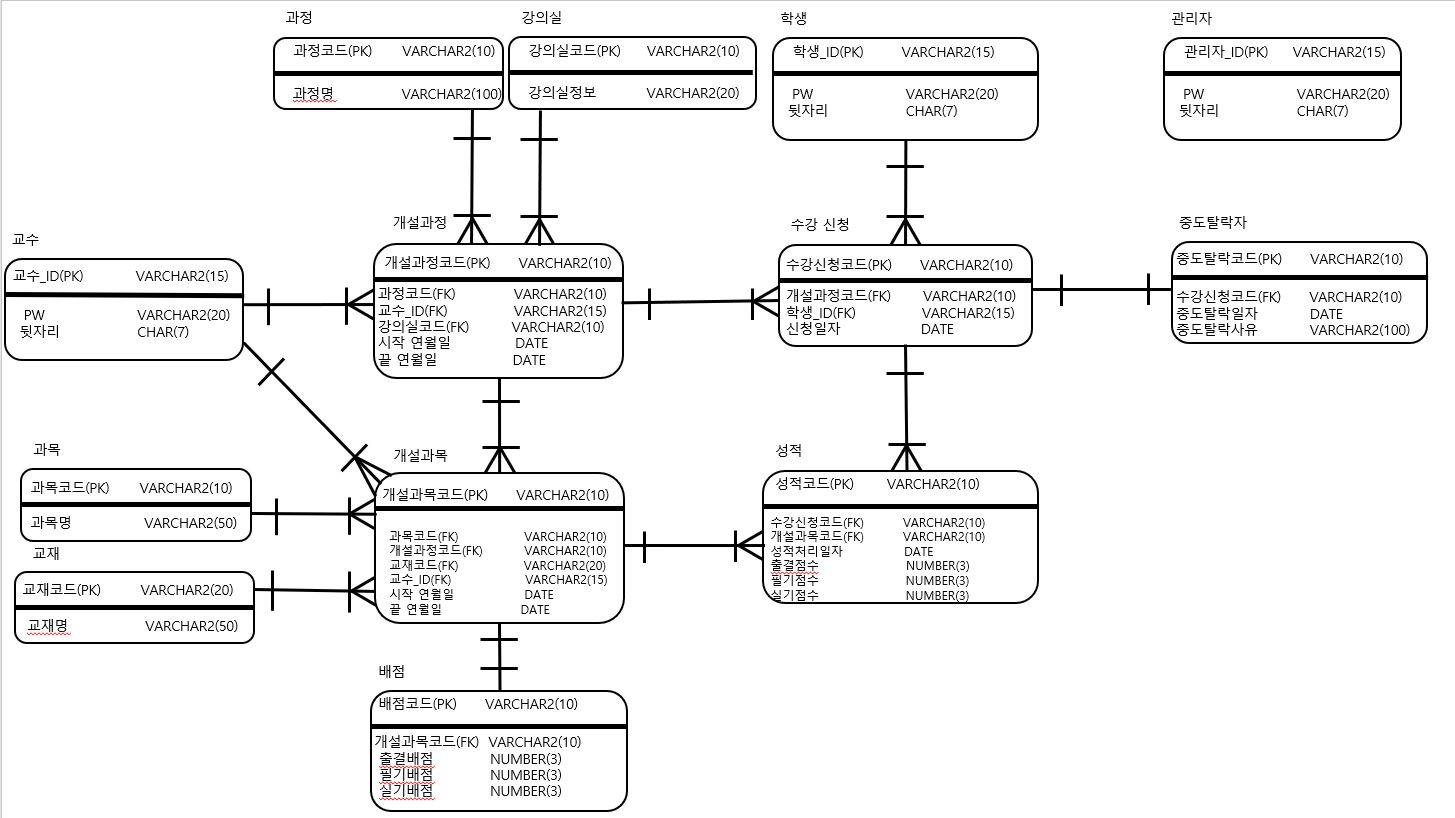 과정
과정코드(PK) VARCHAR2(10)
과정명 VARCHAR2(100)
강의실
강의실코드(PK) VARCHAR2(10)
강의실정보 VARCHAR2(20)
학생
학생_ID(PK) VARCHAR2(15)
PW VARCHAR2(20)
뒷자리 CHAR(7)
관리자
관리자_ID(PK) VARCHAR2(15)
PW VARCHAR2(20)
뒷자리 CHAR(7)
교수
교수_ID(PK) VARCHAR2(15)
PW VARCHAR2(20)
뒷자리 CHAR(7)
개설과정
개설과정코드(PK) VARCHAR2(10)
과정코드(FK) VARCHAR2(10)
교수_ID(FK) VARCHAR2(15)
강의실코드(FK) VARCHAR2(10)
시작 연월일 DATE
끝 연월일 DATE
수강 신청
수강신청코드(PK) VARCHAR2(10)
개설과정코드(FK) VARCHAR2(10)
학생_ID(FK) VARCHAR2(15)
신청일자 DATE
중도탈락자
중도탈락코드(PK) VARCHAR2(10)
수강신청코드(FK) VARCHAR2(10)
중도탈락일자 DATE
중도탈락사유 VARCHAR2(100)
과목
과목코드(PK) VARCHAR2(10)
과목명 VARCHAR2(50)
교재
교재코드(PK) VARCHAR2(20)
교재명 VARCHAR2(50)
개설과목
개설과목코드(PK) VARCHAR2(10)
과목코드(FK) VARCHAR2(10)
개설과정코드(FK) VARCHAR2(10)
교재코드(FK) VARCHAR2(20)
교수_ID(FK) VARCHAR2(15)
시작 연월일 DATE
끝 연월일 DATE
성적
성적코드(PK) VARCHAR2(10)
수강신청코드(FK) VARCHAR2(10)
개설과목코드(FK) VARCHAR2(10)
성적처리일자 DATE
출결점수 NUMBER(3)
필기점수 NUMBER(3)
실기점수 NUMBER(3)
배점
배점코드(PK) VARCHAR2(10)
개설과목코드(FK) VARCHAR2(10)
출결배점 NUMBER(3)
필기배점 NUMBER(3)
실기배점 NUMBER(3)